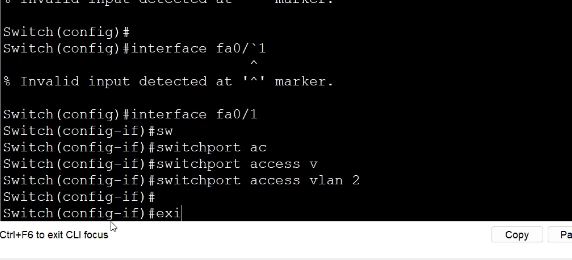 % Invalid input detected at '^' marker.
Switch(config)#
Switch(config)#interface fa0/`1
^
% Invalid input detected at '^' marker.
Switch(config)#interface fa0/1
Switch(config-if)#sw
Switch(config-if)#switchport ac
Switch(config-if)#switchport access v
Switch(config-if)#switchport access vlan 2
Switch(config-if)#
Switch(config-if)#exi
Ctrl+F6 to exit CLI focus
Copy
Pa